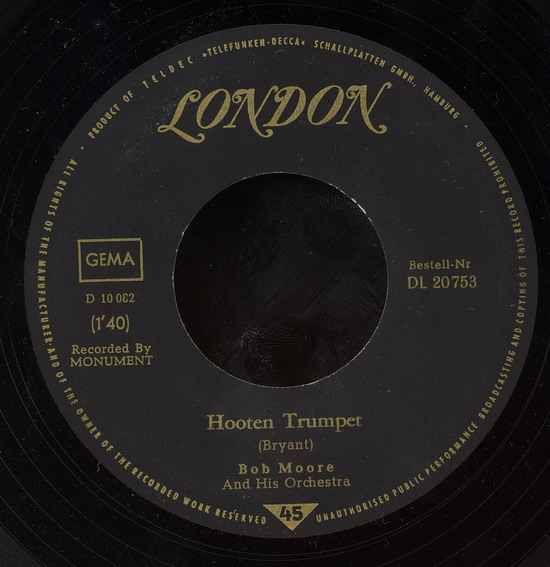 ALL RIGHTS OF THE MANUFACTURER AND OF THE OWNER OF THE RECORDED WORK RESERVED
• PRODUCT OF TELDEC »TELEFUNKEN-DECCA« SCHALLPLATTEN GMBH., HAMBURG •
UNAUTHORISED PUBLIC PERFORMANCE BROADCASTING AND COPYING OF THIS RECORD PROHIBITED
LONDON
GEMA
D 10 082
(1'40)
Recorded By
MONUMENT
Bestell-Nr
DL 20753
Hooten Trumpet
(Bryant)
Bob Moore
And His Orchestra
45